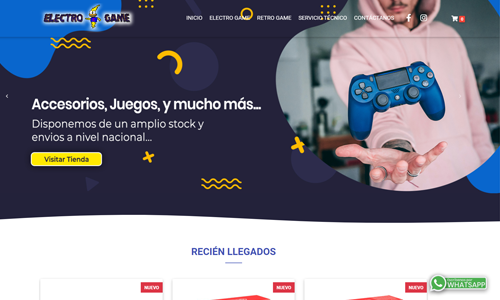 ELECTRO GAME
INICIO ELECTRO GAME RETRO GAME SERVICIO TÉCNICO CONTÁCTANOS
Accesorios, Juegos, y mucho más...
Disponemos de un amplio stock y
envios a nivel nacional...
Visitar Tienda
RECIÉN LLEGADOS
NUEVO NUEVO NUEVO
WHATSAPP